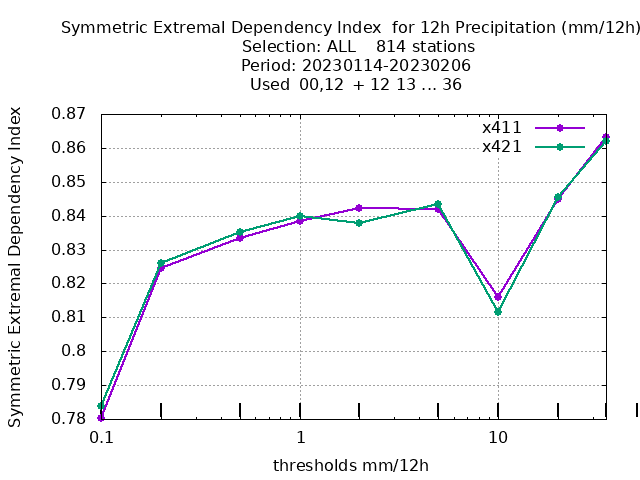 Symmetric Extremal Dependency Index  for 12h Precipitation (mm/12h)
Selection: ALL    814 stations
Period: 20230114-20230206
Used  00,12  + 12 13 ... 36
Symmetric Extremal Dependency Index
0.87
0.86
0.85
0.84
0.83
0.82
0.81
0.8
0.79
0.78
x411
x421
0.1
1
10
thresholds mm/12h